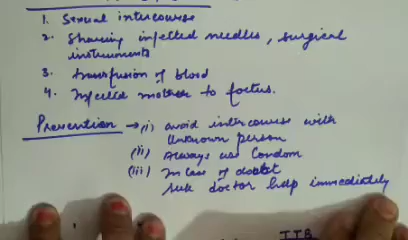 1. Sexual intercourse
2. Sharing infected needles, surgical
instruments
3. transfusion of blood
4. Infected mother to foetus.
Prevention → (i) avoid intercourse with
Unknown person
(ii) Always use Condom
(iii) In case of doubt
seek doctor help immediately